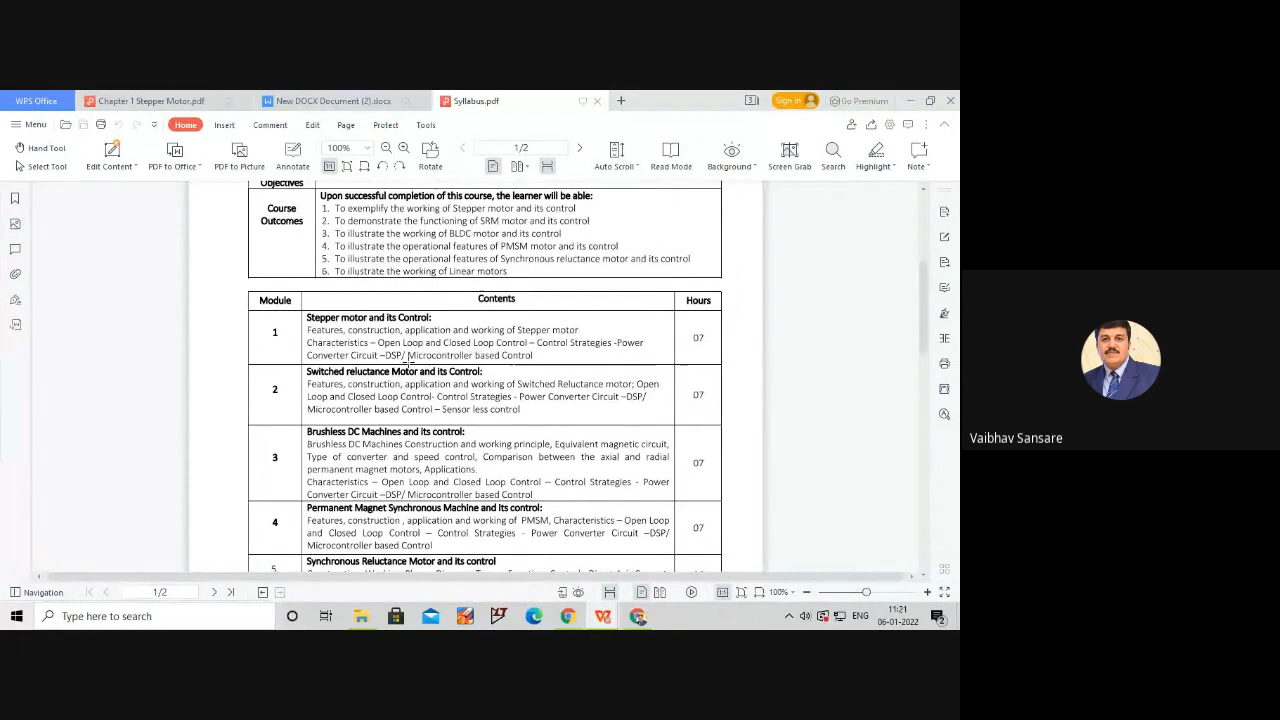 WPS Office
Chapter 1 Stepper Motor.pdf
New DOCX Document (2).docx
Syllabus.pdf
Sign in
Go Premium
Menu
Home
Insert
Comment
Edit
Page
Protect
Tools
Hand Tool
Select Tool
Edit Content
PDF to Office
PDF to Picture
Annotate
100%
Rotate
1/2
Auto Scroll
Read Mode
Background
Screen Grab
Search
Highlight
Note
Objectives
Course Outcomes
Upon successful completion of this course, the learner will be able:
1. To exemplify the working of Stepper motor and its control
2. To demonstrate the functioning of SRM motor and its control
3. To illustrate the working of BLDC motor and its control
4. To illustrate the operational features of PMSM motor and its control
5. To illustrate the operational features of Synchronous reluctance motor and its control
6. To illustrate the working of Linear motors
Module Contents Hours
1
Stepper motor and its Control:
Features, construction, application and working of Stepper motor
Characteristics – Open Loop and Closed Loop Control – Control Strategies -Power
Converter Circuit –DSP/ Microcontroller based Control
07
2
Switched reluctance Motor and its Control:
Features, construction, application and working of Switched Reluctance motor; Open
Loop and Closed Loop Control- Control Strategies - Power Converter Circuit –DSP/
Microcontroller based Control – Sensor less control
07
3
Brushless DC Machines and its control:
Brushless DC Machines Construction and working principle, Equivalent magnetic circuit,
Type of converter and speed control, Comparison between the axial and radial
permanent magnet motors, Applications.
Characteristics – Open Loop and Closed Loop Control – Control Strategies - Power
Converter Circuit –DSP/ Microcontroller based Control
07
4
Permanent Magnet Synchronous Machine and its control:
Features, construction , application and working of PMSM, Characteristics – Open Loop
and Closed Loop Control – Control Strategies - Power Converter Circuit –DSP/
Microcontroller based Control
07
5.
Synchronous Reluctance Motor and its control
Navigation
1/2
100%
Type here to search
ENG
11:21
06-01-2022
Vaibhav Sansare